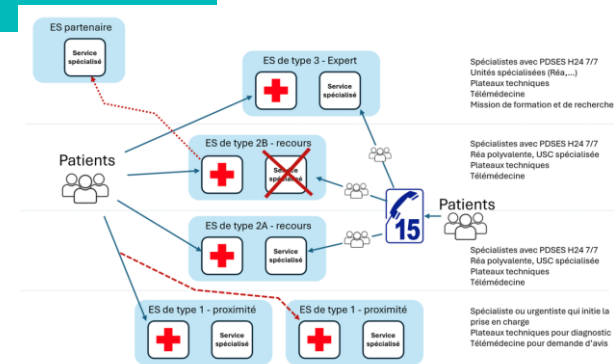 ES partenaire
Service
spécialisé
ES de type 3 - Expert
Service
spécialisé
Spécialistes avec PDSES H24 7/7
Unités spécialisées (Réa,...)
Plateaux techniques
Télémédecine
Mission de formation et de recherche
Patients
ES de type 2B - recours
Service
spécialisé
Spécialistes avec PDSES H24 7/7
Réa polyvalente, USC spécialisée
Plateaux techniques
Télémédecine
15
Patients
ES de type 2A - recours
Service
spécialisé
Spécialistes avec PDSES H24 7/7
Réa polyvalente, USC spécialisée
Plateaux techniques
Télémédecine
ES de type 1 - proximité
Service
spécialisé
ES de type 1 - proximité
Service
spécialisé
Spécialiste ou urgentiste qui initie la
prise en charge
Plateaux techniques pour diagnostic
Télémédecine pour demande d'avis